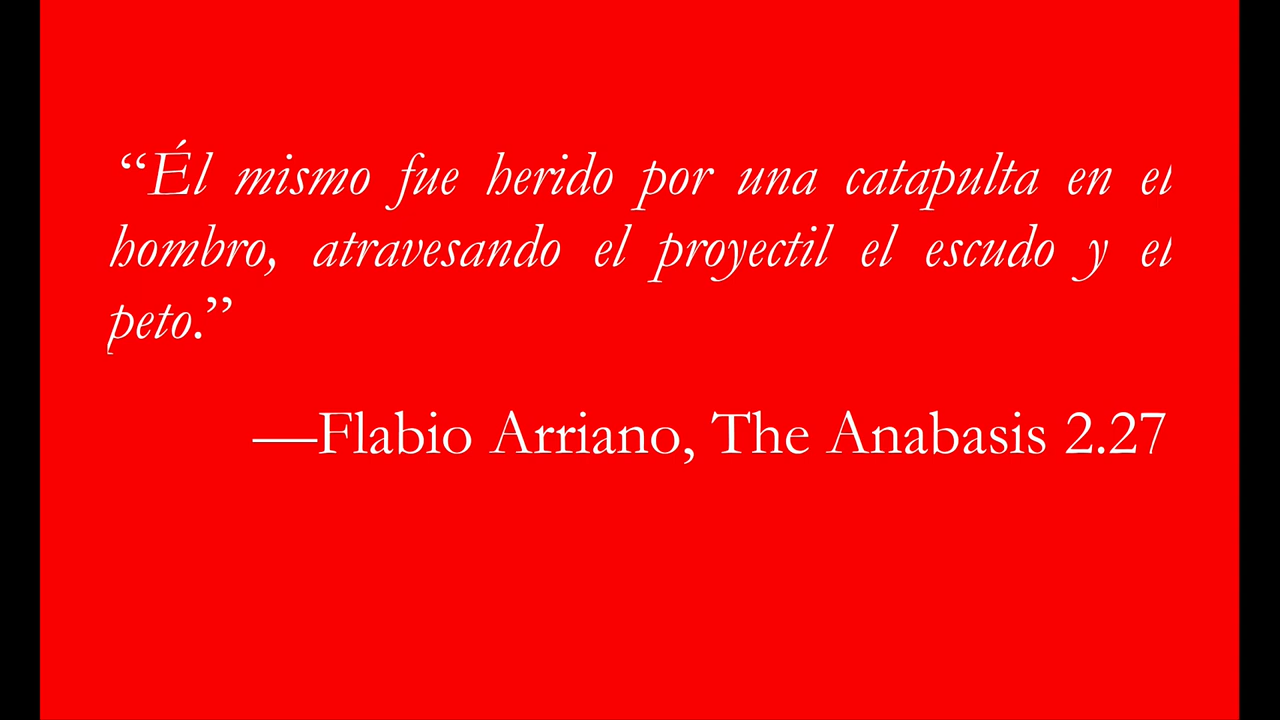 “Él mismo fue herido por una catapulta en el
hombro, atravesando el proyectil el escudo y el
peto.”
—Flabio Arriano, The Anabasis 2.27